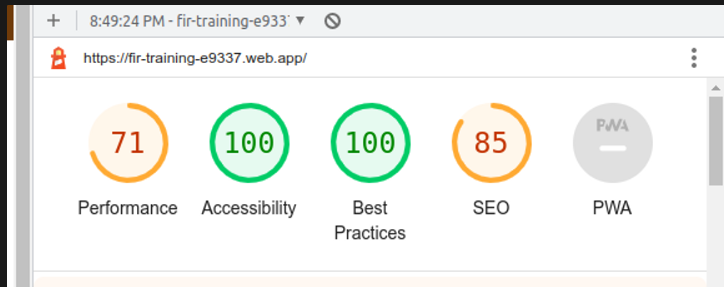 8:49:24 PM - fir-training-e9337
https://fir-training-e9337.web.app/
71
100
100
85
PWA
Performance
Accessibility
Best
Practices
SEO
PWA